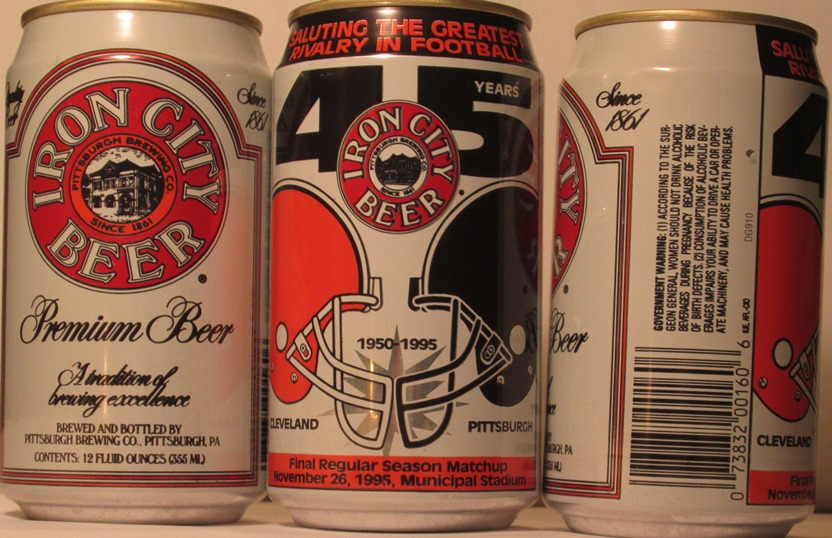 IRON CITY
PITTSBURGH BREWING CO.
SINCE 1861
BEER
Since
1861
Premium Beer
A tradition of
brewing excellence
BREWED AND BOTTLED BY
PITTSBURGH BREWING CO., PITTSBURGH, PA
CONTENTS: 12 FLUID OUNCES (355 ML)
SALUTING THE GREATEST
RIVALRY IN FOOTBALL
45
YEARS
IRON CITY
PITTSBURGH BREWING CO.
SINCE 1861
BEER
1950-1995
CLEVELAND
PITTSBURGH
Final Regular Season Matchup
November 26, 1995, Municipal Stadium
Since
1861
Beer
GOVERNMENT WARNING: (1) ACCORDING TO THE SUR-
GEON GENERAL, WOMEN SHOULD NOT DRINK ALCOHOLIC
BEVERAGES DURING PREGNANCY BECAUSE OF THE RISK
OF BIRTH DEFECTS. (2) CONSUMPTION OF ALCOHOLIC BEV-
ERAGES IMPAIRS YOUR ABILITY TO DRIVE A CAR OR OPER-
ATE MACHINERY, AND MAY CAUSE HEALTH PROBLEMS.
DG910
0 73832 00160 6
4
CLEVELAND